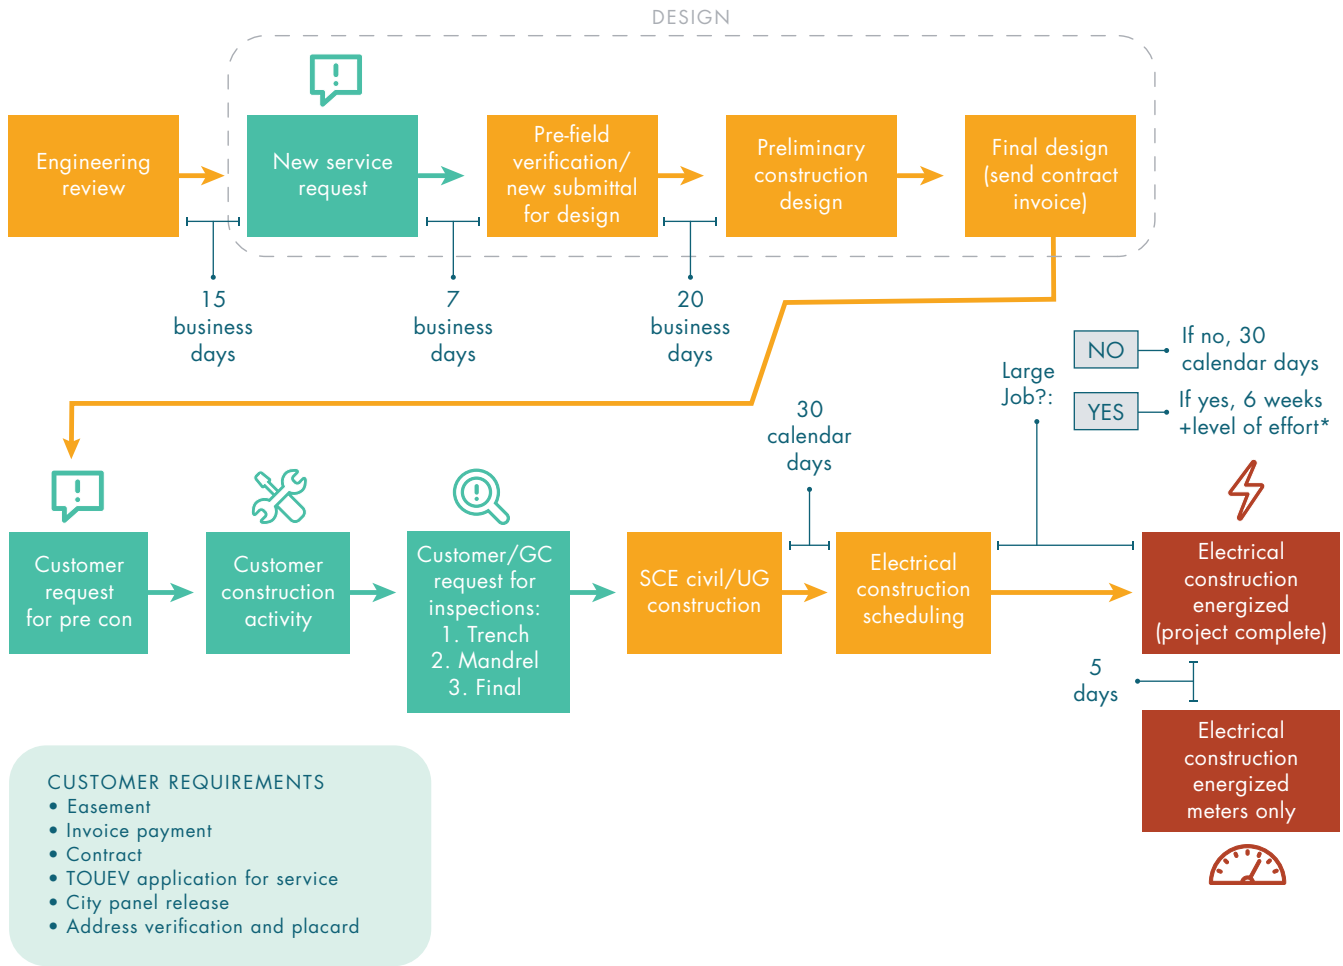 DESIGN
Engineering
review
New service
request
Pre-field
verification/
new submittal
for design
Preliminary
construction
design
Final design
(send contract
invoice)
15
business
days
7
business
days
20
business
days
30
calendar
days
Large
Job?:
NO
If no, 30
calendar days
YES
If yes, 6 weeks
+level of effort*
Customer
request
for pre con
Customer
construction
activity
Customer/GC
request for
inspections:
1. Trench
2. Mandrel
3. Final
SCE civil/UG
construction
Electrical
construction
scheduling
Electrical
construction
energized
(project complete)
5
days
Electrical
construction
energized
meters only
CUSTOMER REQUIREMENTS
• Easement
• Invoice payment
• Contract
• TOUEV application for service
• City panel release
• Address verification and placard